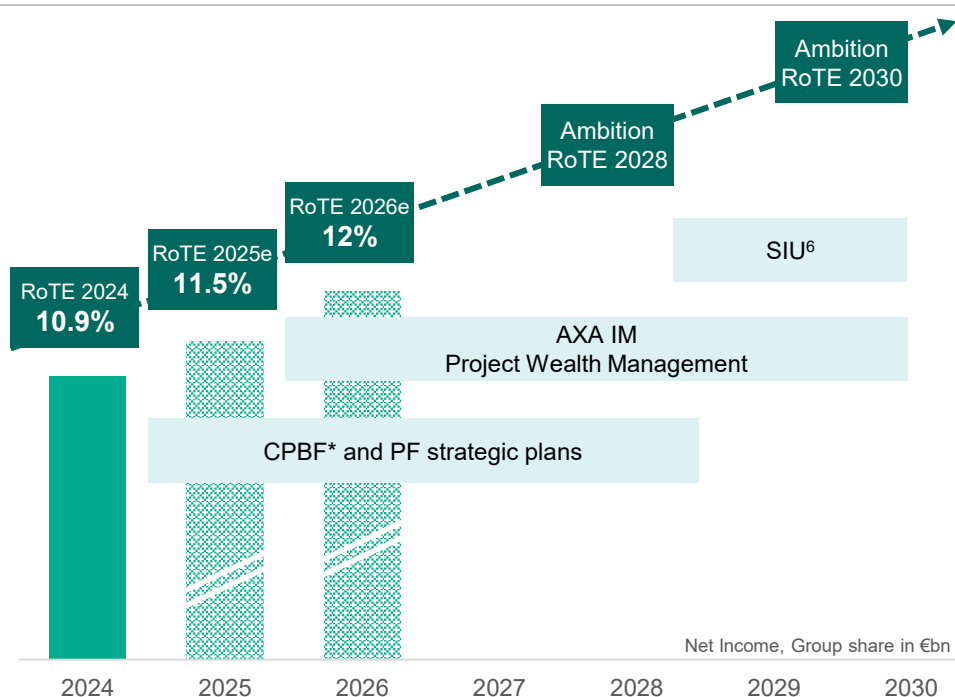 Ambition
RoTE 2030
Ambition
RoTE 2028
RoTE 2026e
12%
RoTE 2025e
11.5%
RoTE 2024
10.9%
SIU⁶
AXA IM
Project Wealth Management
CPBF* and PF strategic plans
Net Income, Group share in €bn
2024 2025 2026 2027 2028 2029 2030